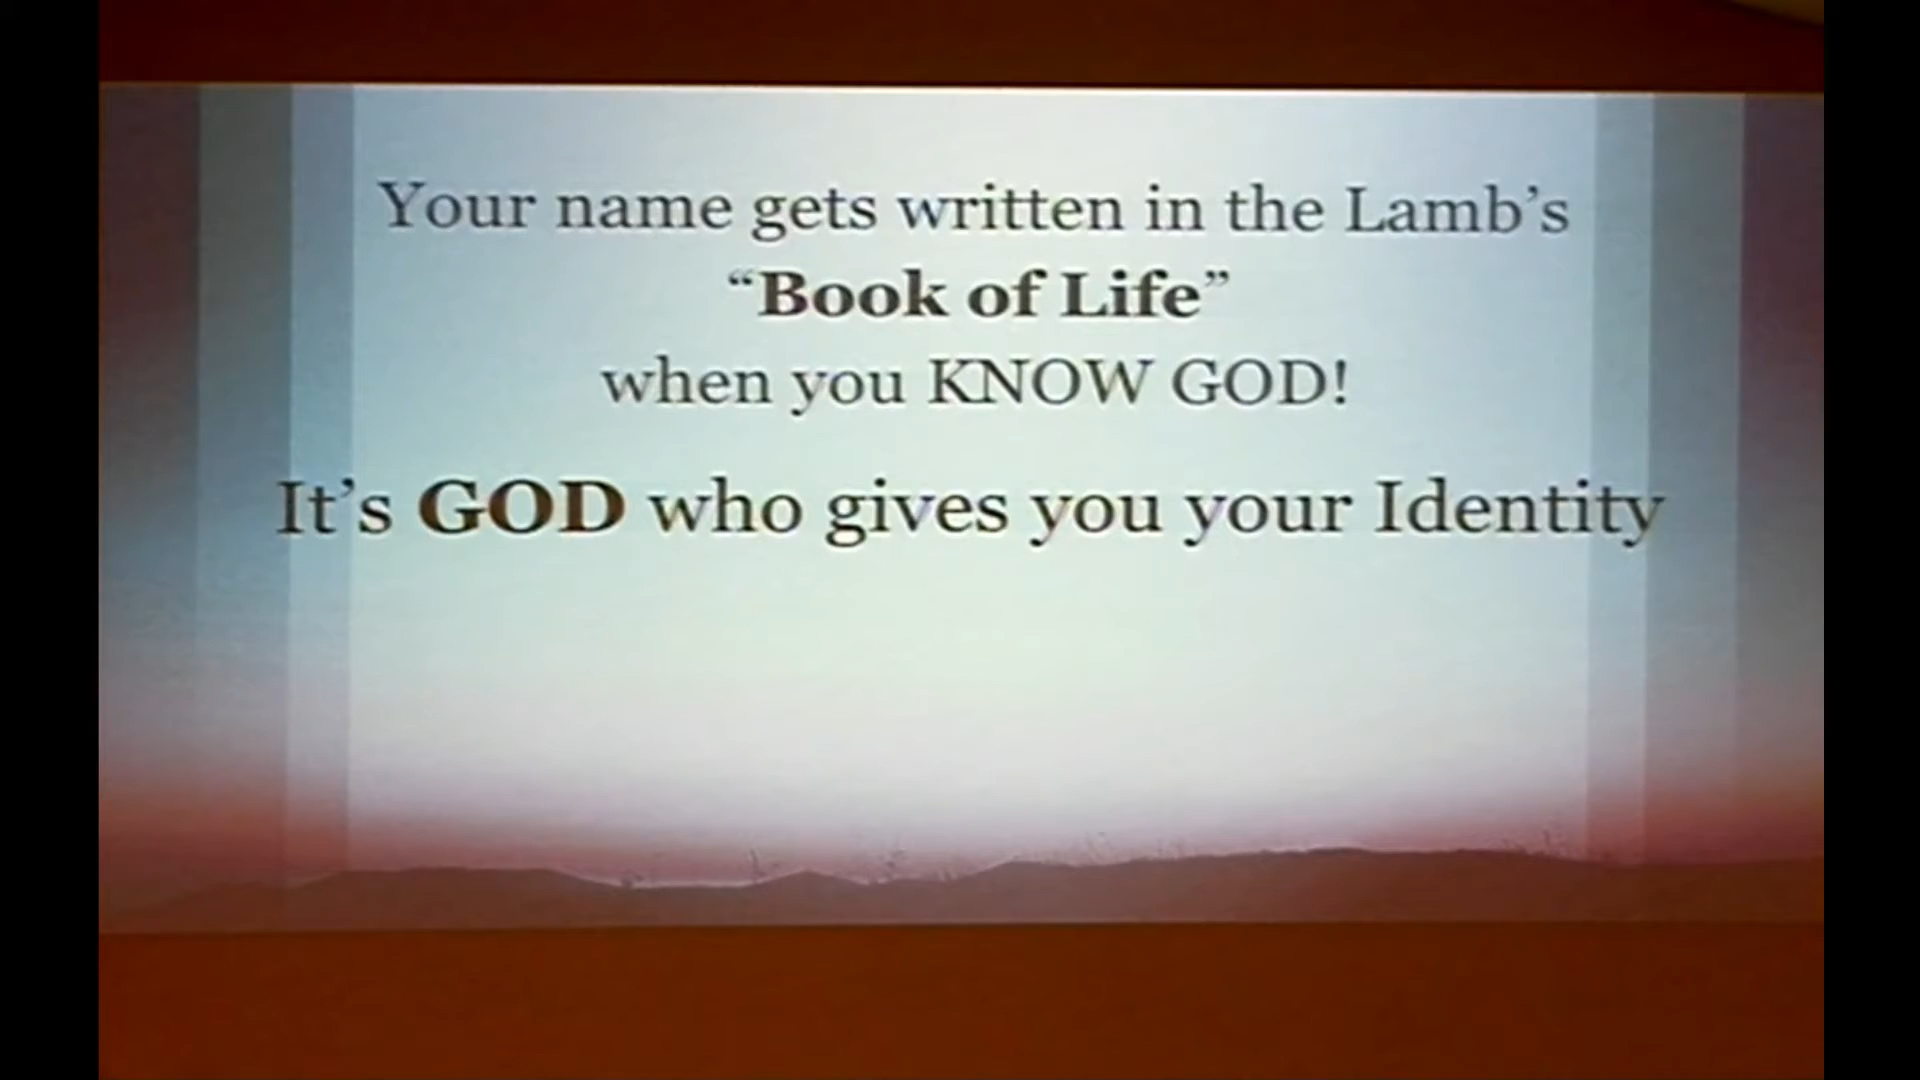 Your name gets written in the Lamb’s
“Book of Life”
when you KNOW GOD!
It’s GOD who gives you your Identity